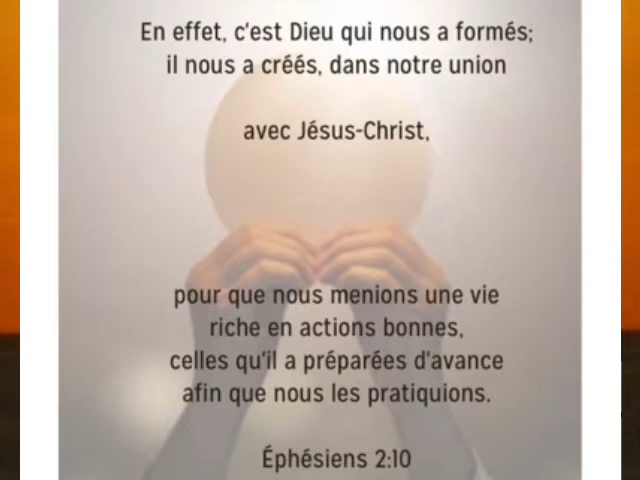 En effet, c'est Dieu qui nous a formés;
il nous a créés, dans notre union
avec Jésus-Christ,
pour que nous menions une vie
riche en actions bonnes,
celles qu'il a préparées d'avance
afin que nous les pratiquions.
Éphésiens 2:10